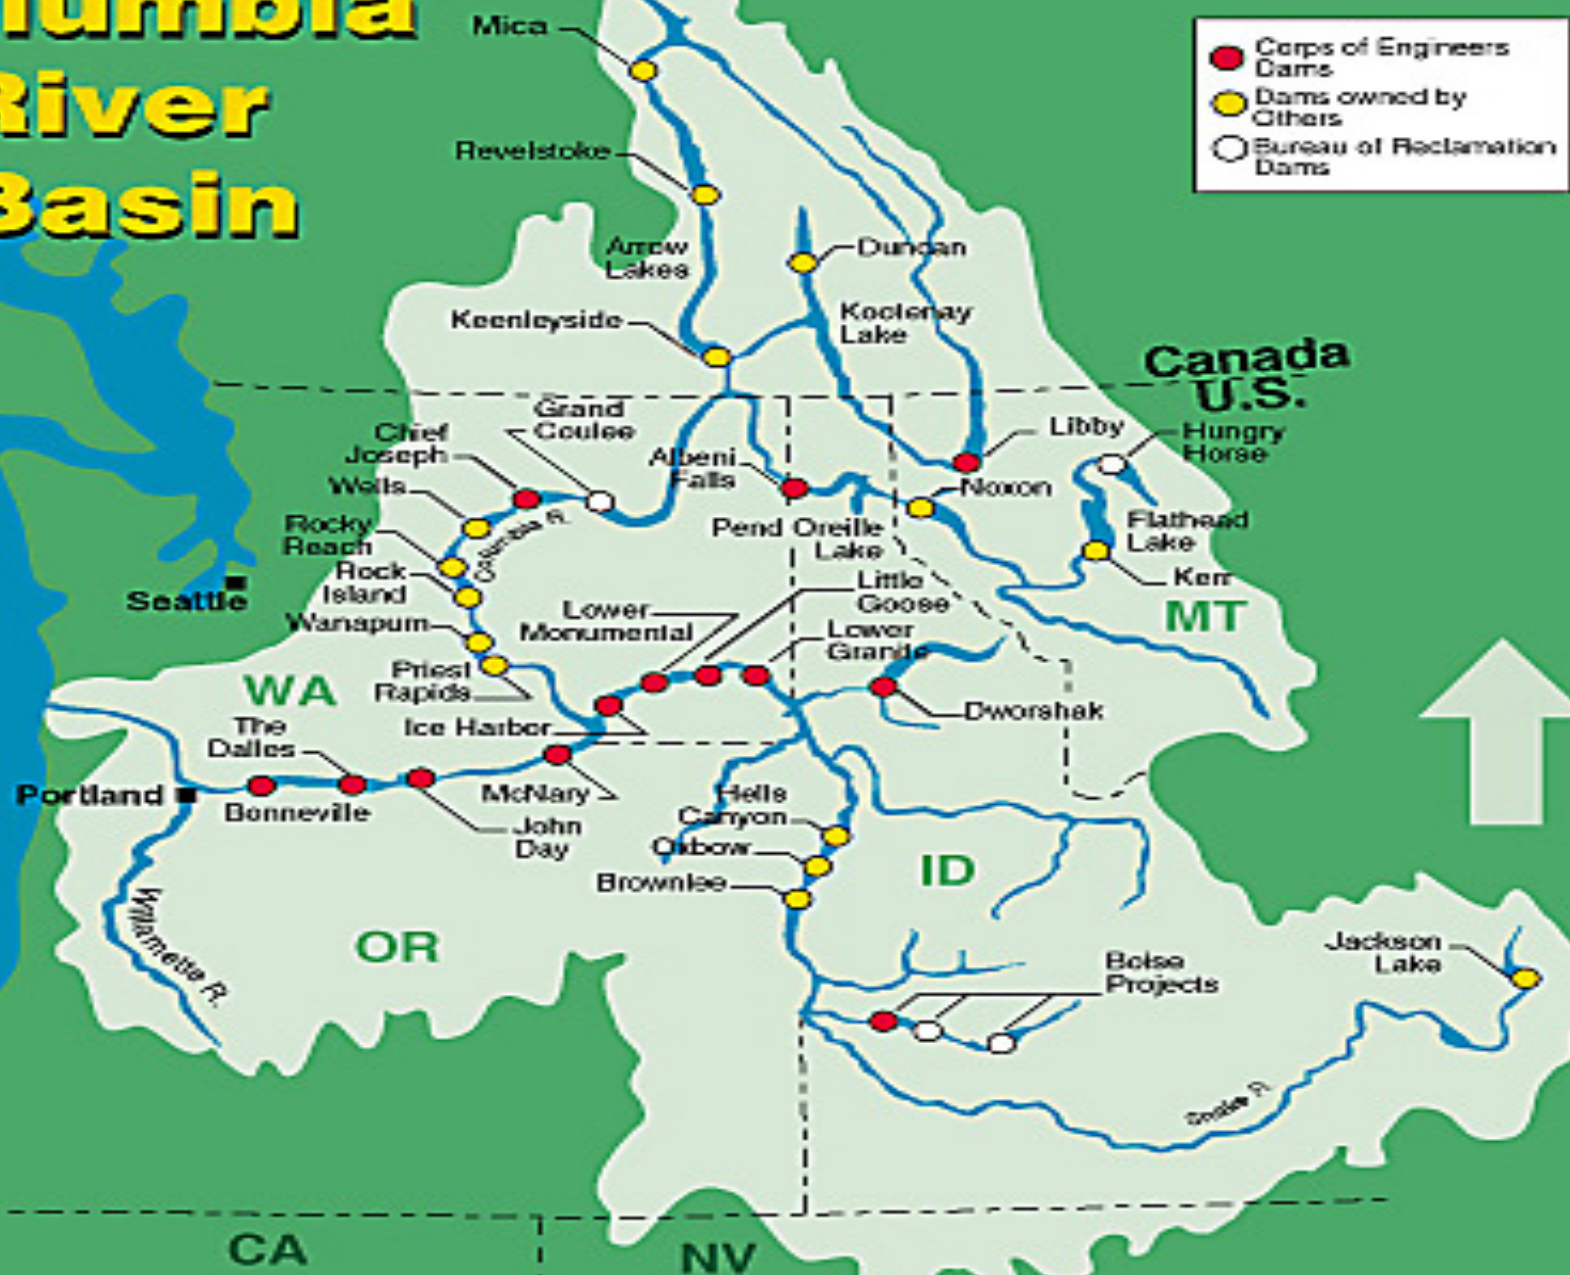 lumbia
River
Basin
Corps of Engineers
Dams
Dams owned by
Others
Bureau of Reclamation
Dams
Mica
Revelstoke
Arrow
Lakes
Duncan
Keenleyside
Kootenay
Lake
Canada
U.S.
Grand
Coulee
Chief
Joseph
Libby
Hungry
Horse
Albeni
Falls
Wells
Noxon
Rocky
Reach
Columbia R.
Pend Oreille
Lake
Flathead
Lake
Rock
Island
Kerr
Seattle
Little
Goose
Lower
Monumental
Wanapum
MT
Lower
Granite
Priest
Rapids
WA
Dworshak
Ice Harbor
The
Dalles
Portland
Bonneville
McNary
John
Day
Hells
Canyon
Oxbow
Brownlee
ID
Willamette R.
OR
Jackson
Lake
Boise
Projects
Snake R.
CA
NV